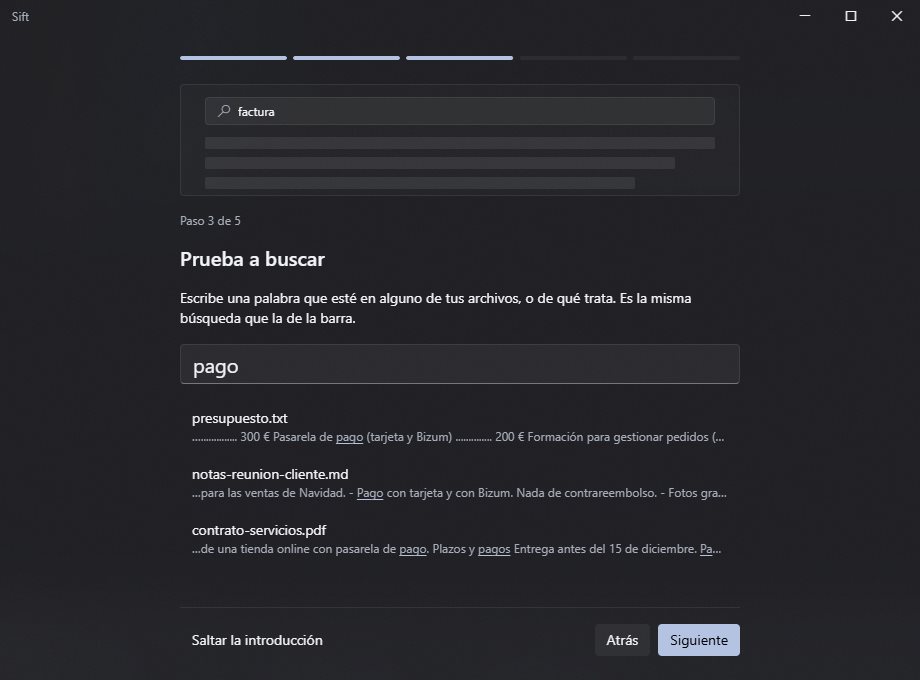 Sift
factura
Paso 3 de 5
Prueba a buscar
Escribe una palabra que esté en alguno de tus archivos, o de qué trata. Es la misma
búsqueda que la de la barra.
pago
presupuesto.txt
................. 300 € Pasarela de pago (tarjeta y Bizum) .............. 200 € Formación para gestionar pedidos (...
notas-reunion-cliente.md
...para las ventas de Navidad. - Pago con tarjeta y con Bizum. Nada de contrareembolso. - Fotos gra...
contrato-servicios.pdf
...de una tienda online con pasarela de pago. Plazos y pagos Entrega antes del 15 de diciembre. Pa...
Saltar la introducción
Atrás
Siguiente